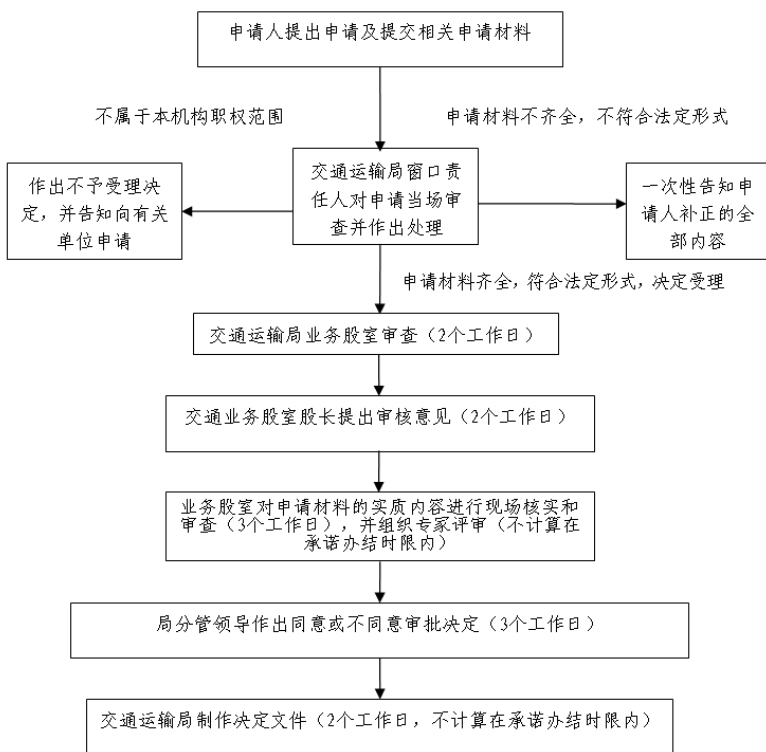 申请人提出申请及提交相关申请材料
不属于本机构职权范围
申请材料不齐全，不符合法定形式
作出不予受理决
定，并告知向有关
单位申请
交通运输局窗口责
任人对申请当场审
查并作出处理
一次性告知申
请人补正的全
部内容
申请材料齐全，符合法定形式，决定受理
交通运输局业务股室审查（2个工作日）
交通业务股室股长提出审核意见（2个工作日）
业务股室对申请材料的实质内容进行现场核实和
审查（3个工作日），并组织专家评审（不计算在
承诺办结时限内）
局分管领导作出同意或不同意审批决定（3个工作日）
交通运输局制作决定文件（2个工作日，不计算在承诺办结时限内）